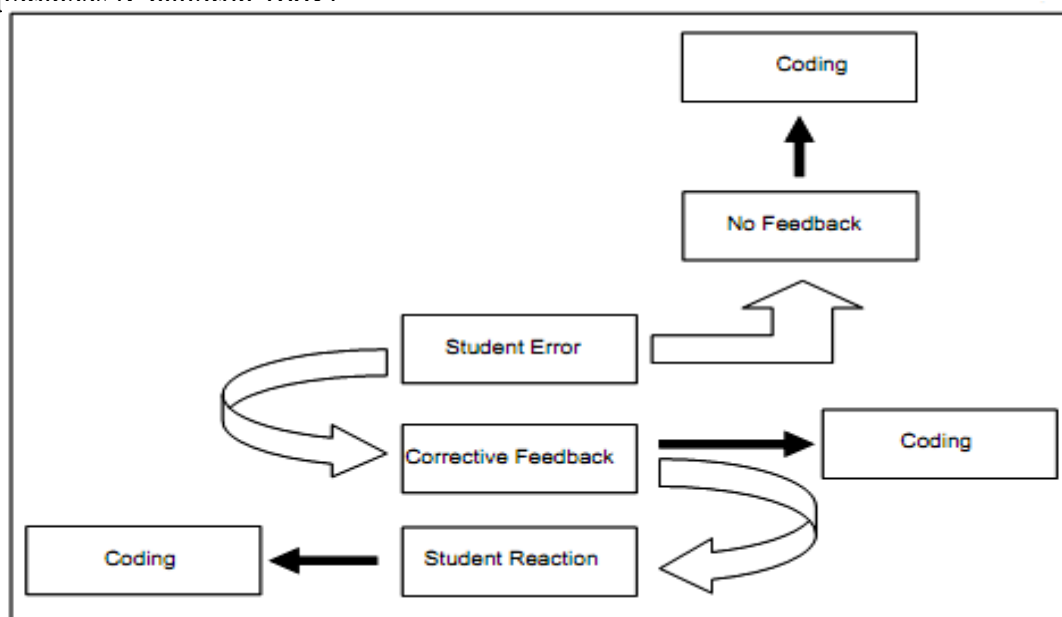 Coding
No Feedback
Student Error
Corrective Feedback
Coding
Student Reaction
Coding